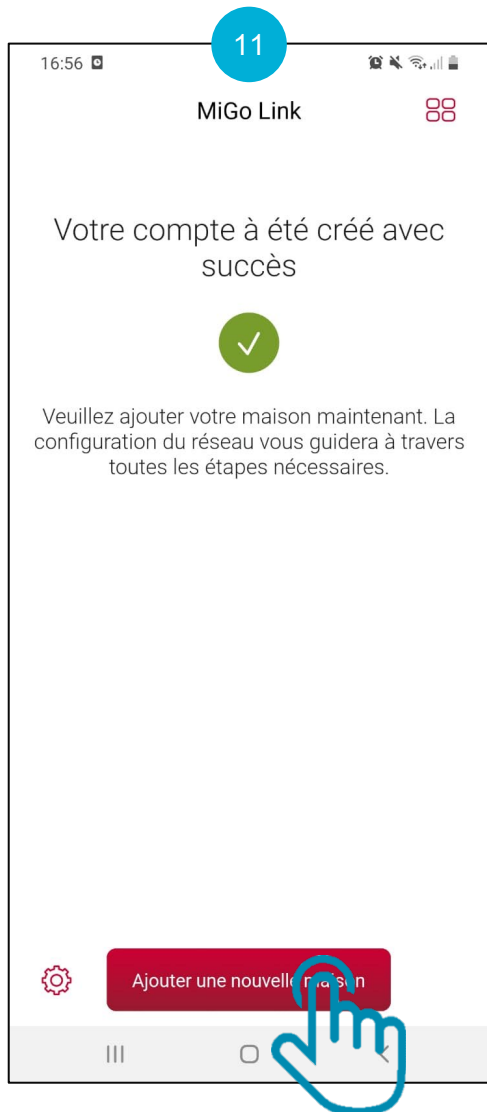 11
16:56
MiGo Link
Votre compte à été créé avec
succès
Veuillez ajouter votre maison maintenant. La
configuration du réseau vous guidera à travers
toutes les étapes nécessaires.
Ajouter une nouvelle maison